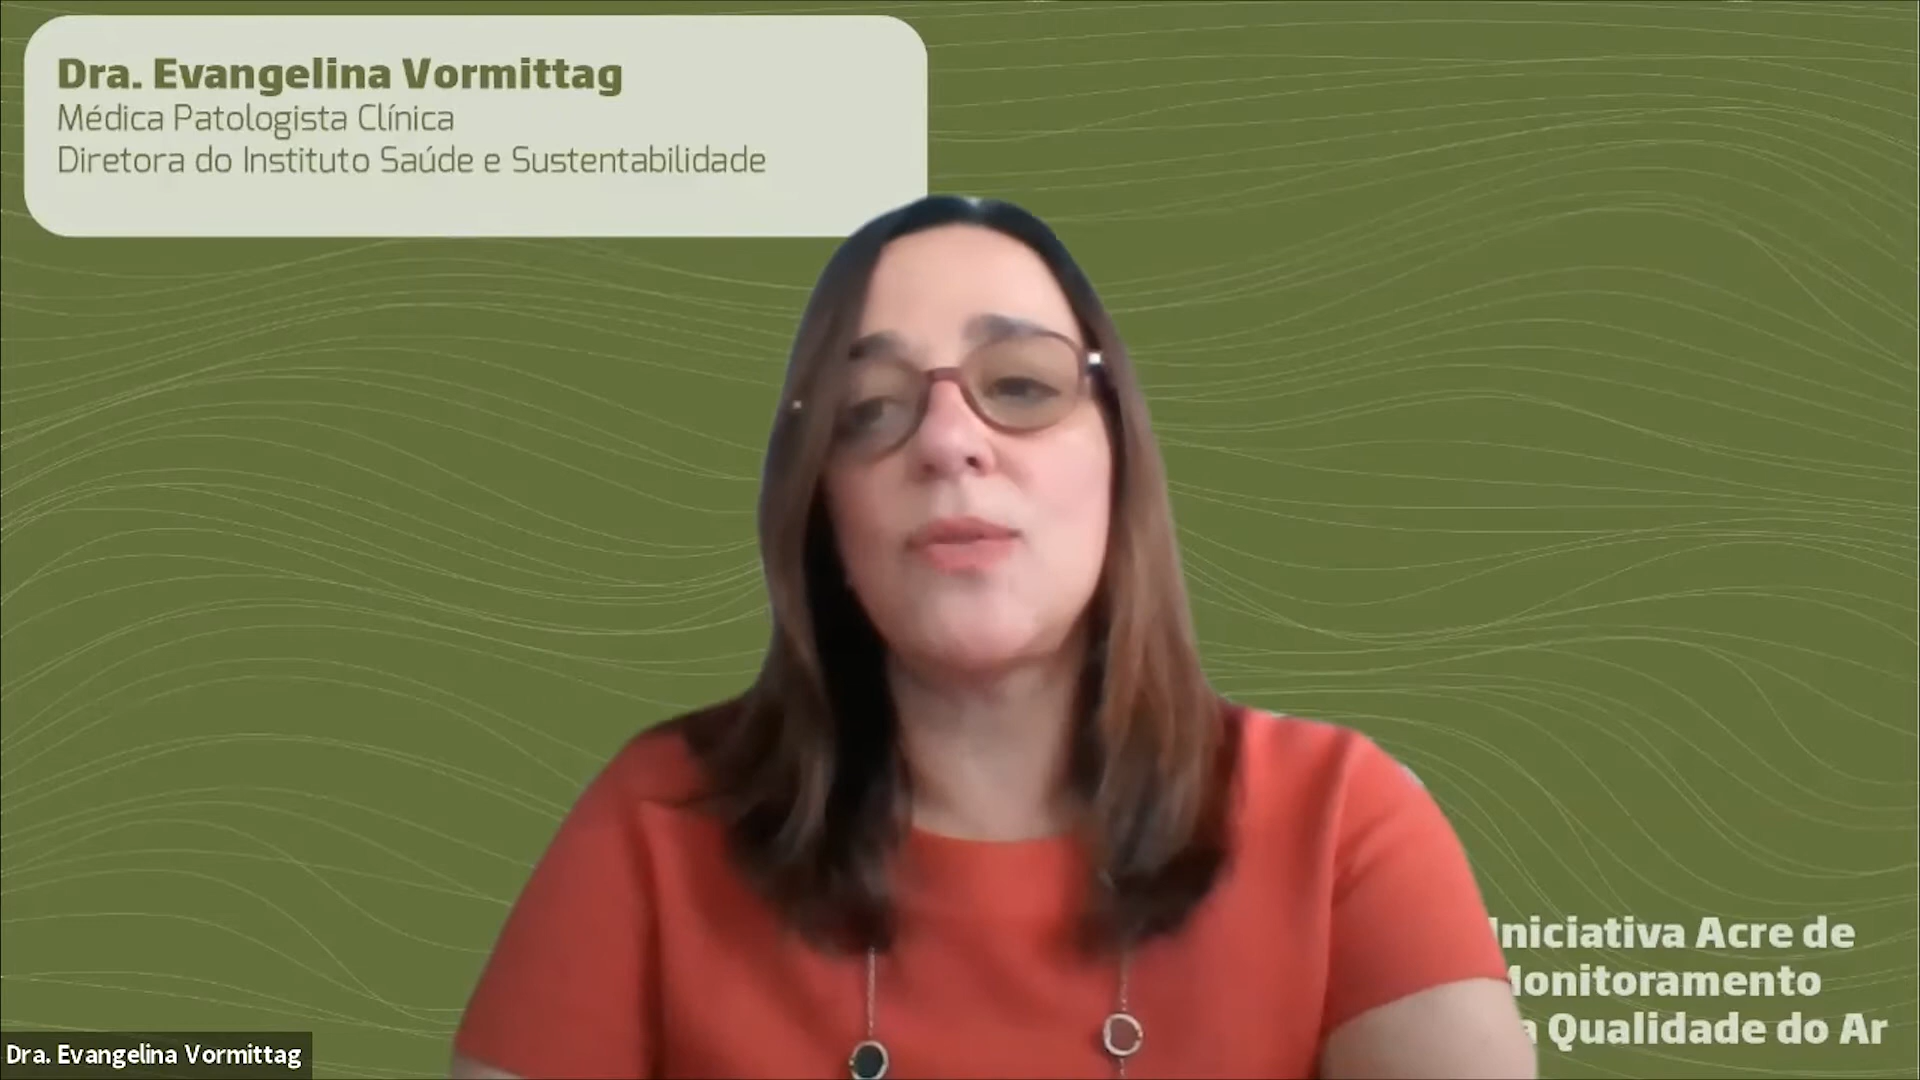 Dra. Evangelina Vormittag
Médica Patologista Clínica
Diretora do Instituto Saúde e Sustentabilidade
Iniciativa Acre de
Monitoramento
a Qualidade do Ar
Dra. Evangelina Vormittag